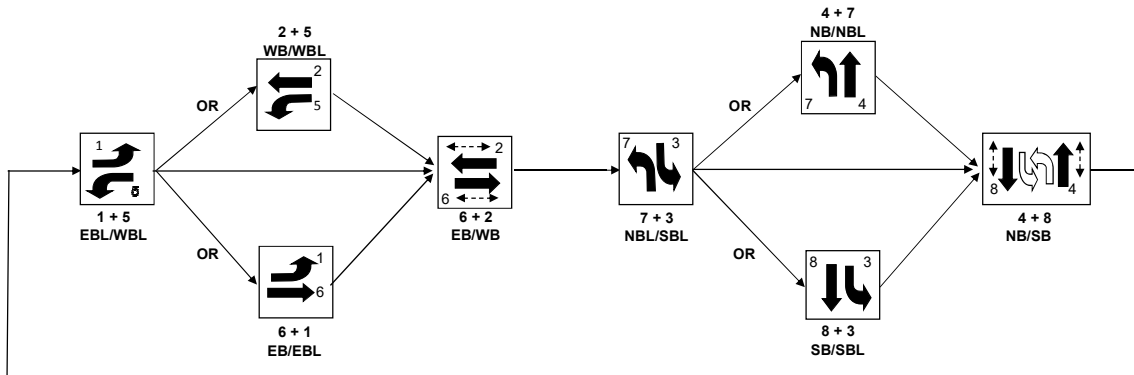 2 + 5
WB/WBL
2
5
OR
1
5
1 + 5
EBL/WBL
OR
1
6
6 + 1
EB/EBL
2
6
6 + 2
EB/WB
4 + 7
NB/NBL
7 4
OR
7 3
7 + 3
NBL/SBL
OR
8 3
8 + 3
SB/SBL
8 4
4 + 8
NB/SB